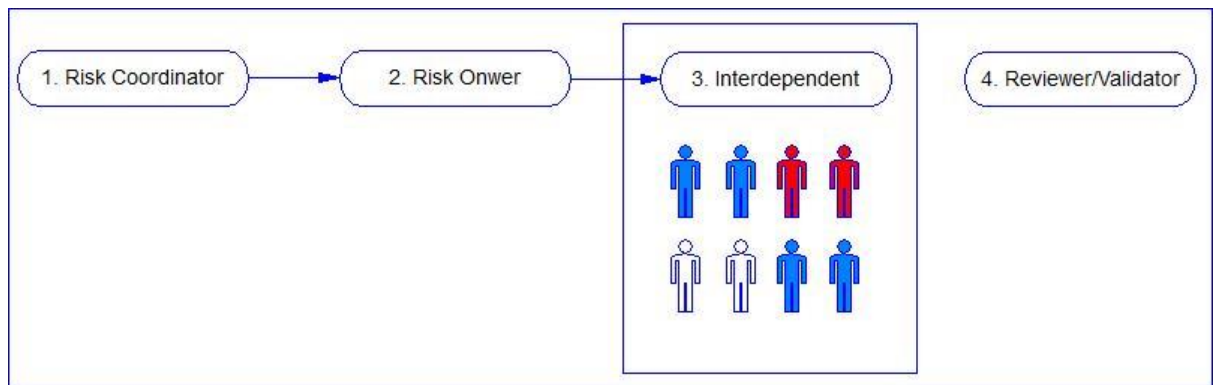 1. Risk Coordinator
2. Risk Onwer
3. Interdependent
4. Reviewer/Validator